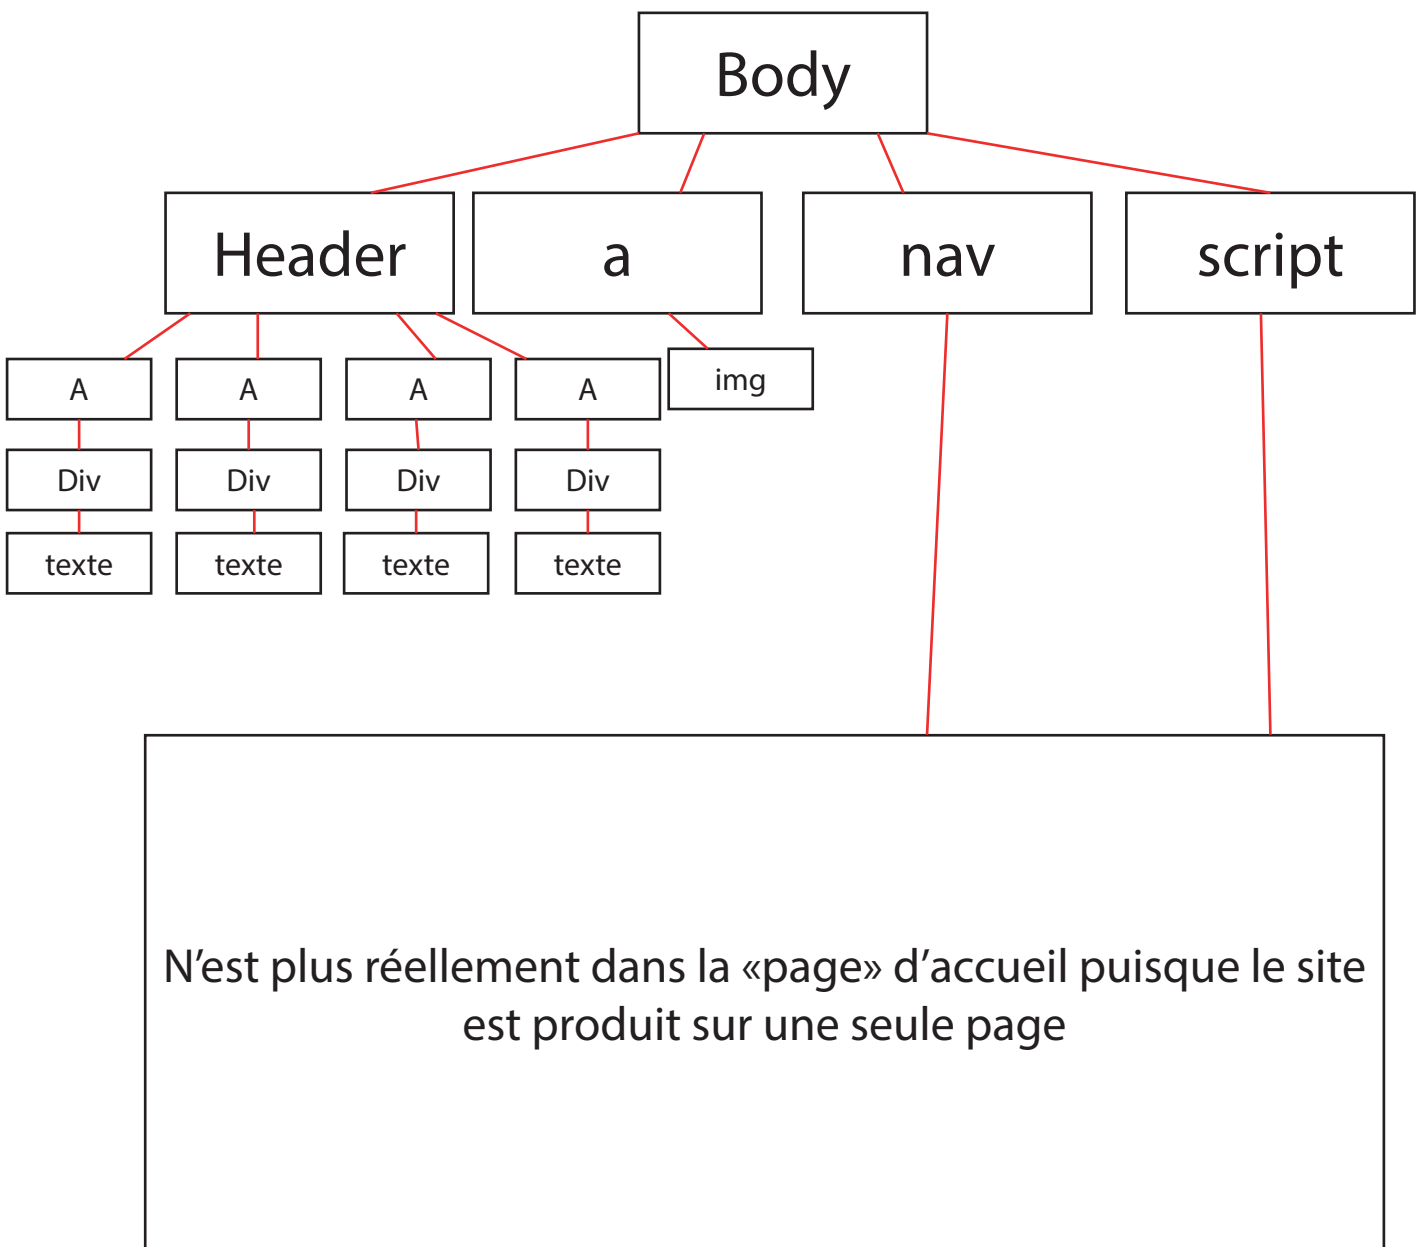 Body
Header
a
nav
script
A
A
A
A
img
Div
Div
Div
Div
texte
texte
texte
texte
N’est plus réellement dans la «page» d’accueil puisque le site
est produit sur une seule page